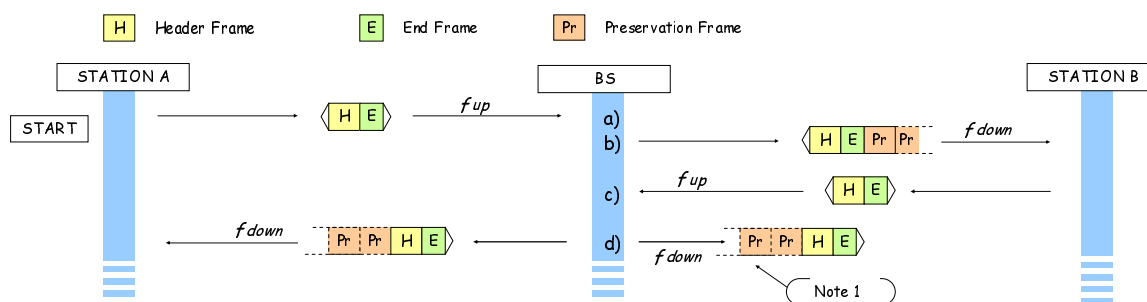 H Header Frame E End Frame Pr Preservation Frame
STATION A BS STATION B
START H E f up a)
b) H E Pr Pr f down
c) f up H E
f down Pr Pr H E d) f down Pr Pr H E
Note 1